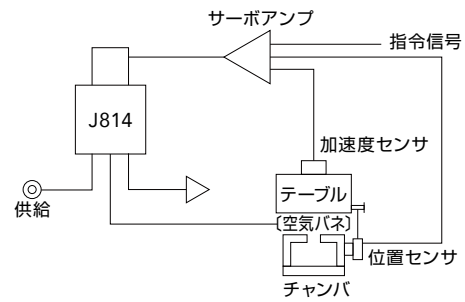 サーボアンプ
指令信号
J814
加速度センサ
テーブル
供給
〔空気バネ〕
位置センサ
チャンバ